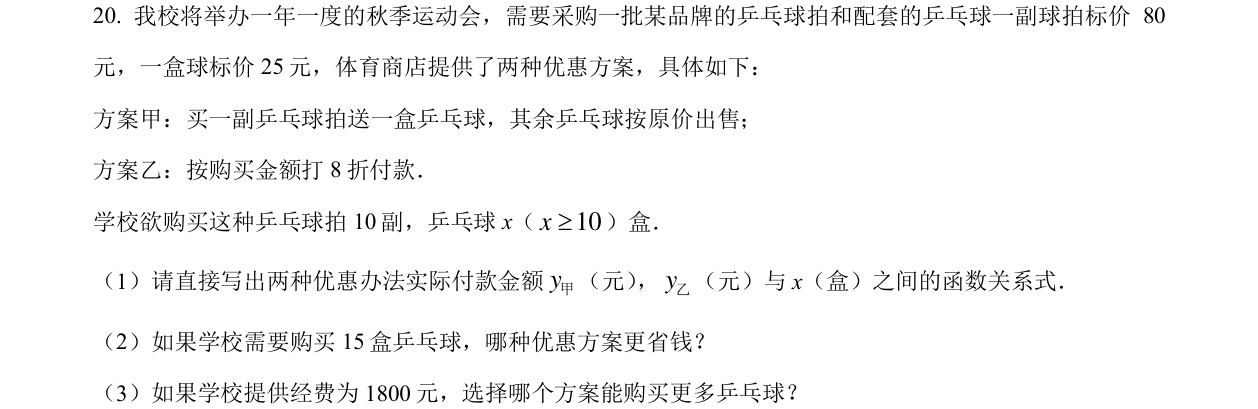 20. 我校将举办一年一度的秋季运动会，需要采购一批某品牌的乒乓球拍和配套的乒乓球一副球拍标价 80
元，一盒球标价 25 元，体育商店提供了两种优惠方案，具体如下：
方案甲：买一副乒乓球拍送一盒乒乓球，其余乒乓球按原价出售；
方案乙：按购买金额打 8 折付款．
学校欲购买这种乒乓球拍 10 副，乒乓球 x（x≥10）盒．
（1）请直接写出两种优惠办法实际付款金额 y甲（元），y乙（元）与 x（盒）之间的函数关系式．
（2）如果学校需要购买 15 盒乒乓球，哪种优惠方案更省钱？
（3）如果学校提供经费为 1800 元，选择哪个方案能购买更多乒乓球？